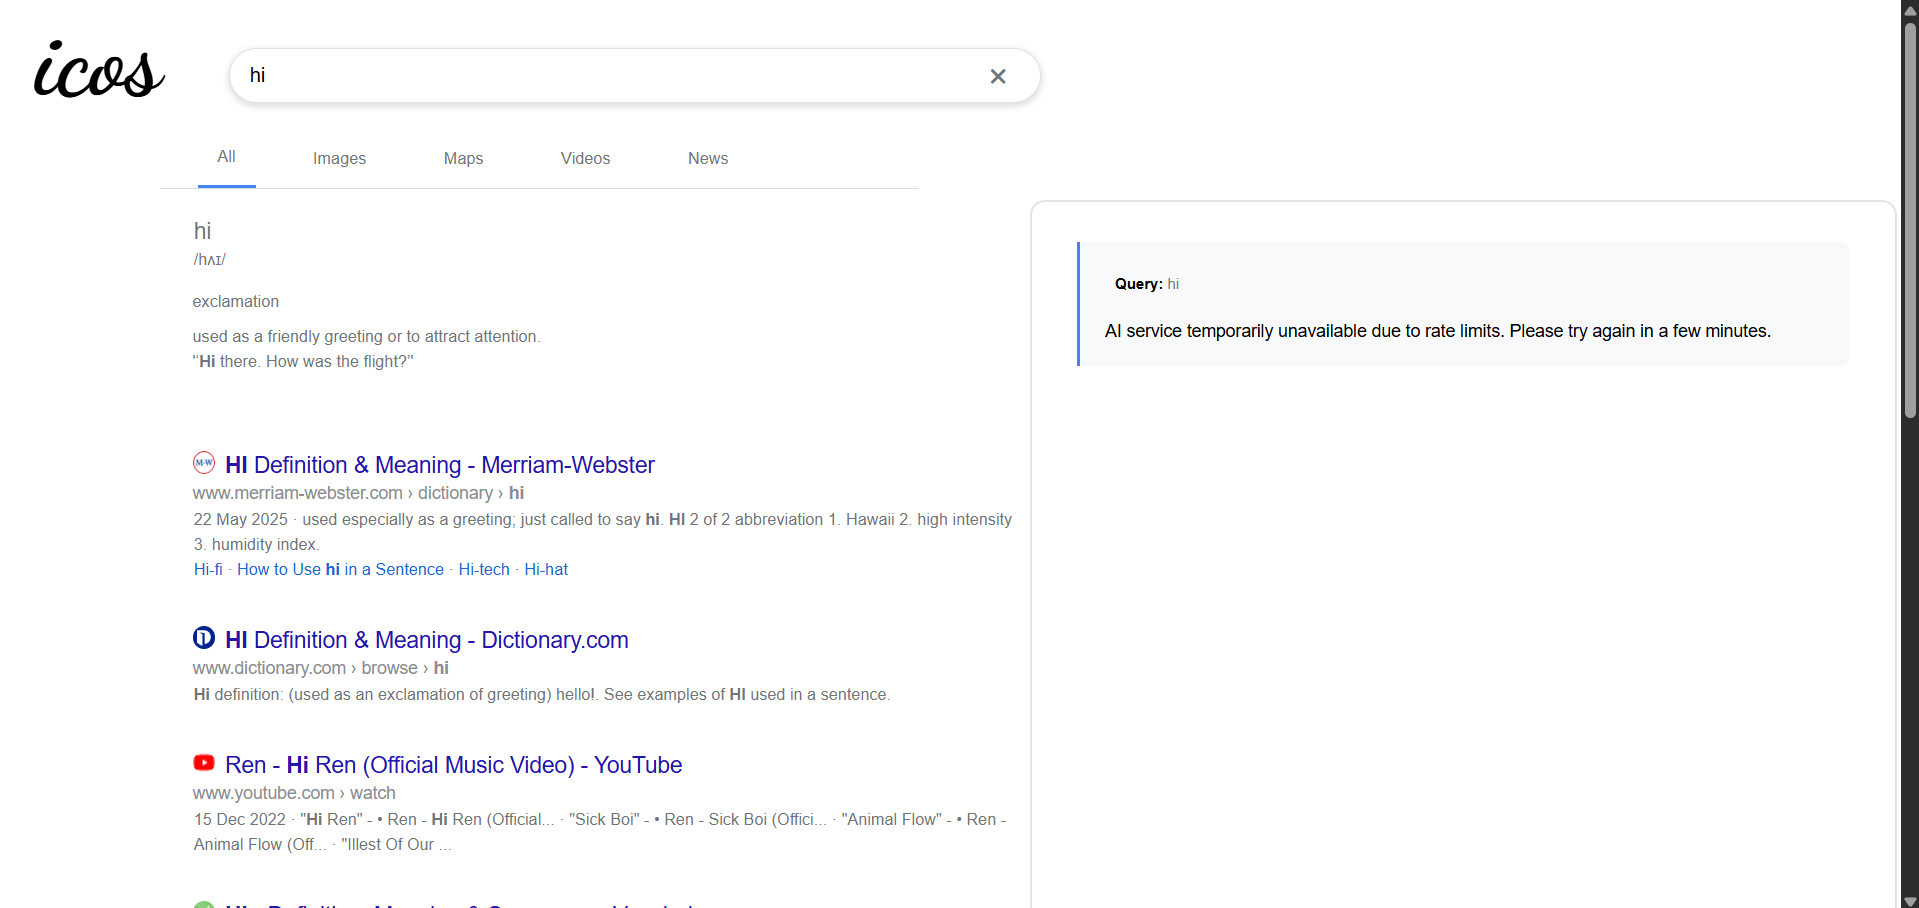 icos
hi
All
Images
Maps
Videos
News
hi
/hʌɪ/
exclamation
used as a friendly greeting or to attract attention.
"‘Hi there. How was the flight?"
M-W HI Definition & Meaning - Merriam-Webster
www.merriam-webster.com › dictionary › hi
22 May 2025 · used especially as a greeting; just called to say hi. HI 2 of 2 abbreviation 1. Hawaii 2. high intensity
3. humidity index.
Hi-fi · How to Use hi in a Sentence · Hi-tech · Hi-hat
HI Definition & Meaning - Dictionary.com
www.dictionary.com › browse › hi
Hi definition: (used as an exclamation of greeting) hello!. See examples of HI used in a sentence.
Ren - Hi Ren (Official Music Video) - YouTube
www.youtube.com › watch
15 Dec 2022 · "Hi Ren" - • Ren - Hi Ren (Official... · "Sick Boi" - • Ren - Sick Boi (Offici... · "Animal Flow" - • Ren -
Animal Flow (Off... · "Illest Of Our ...
Query: hi
AI service temporarily unavailable due to rate limits. Please try again in a few minutes.